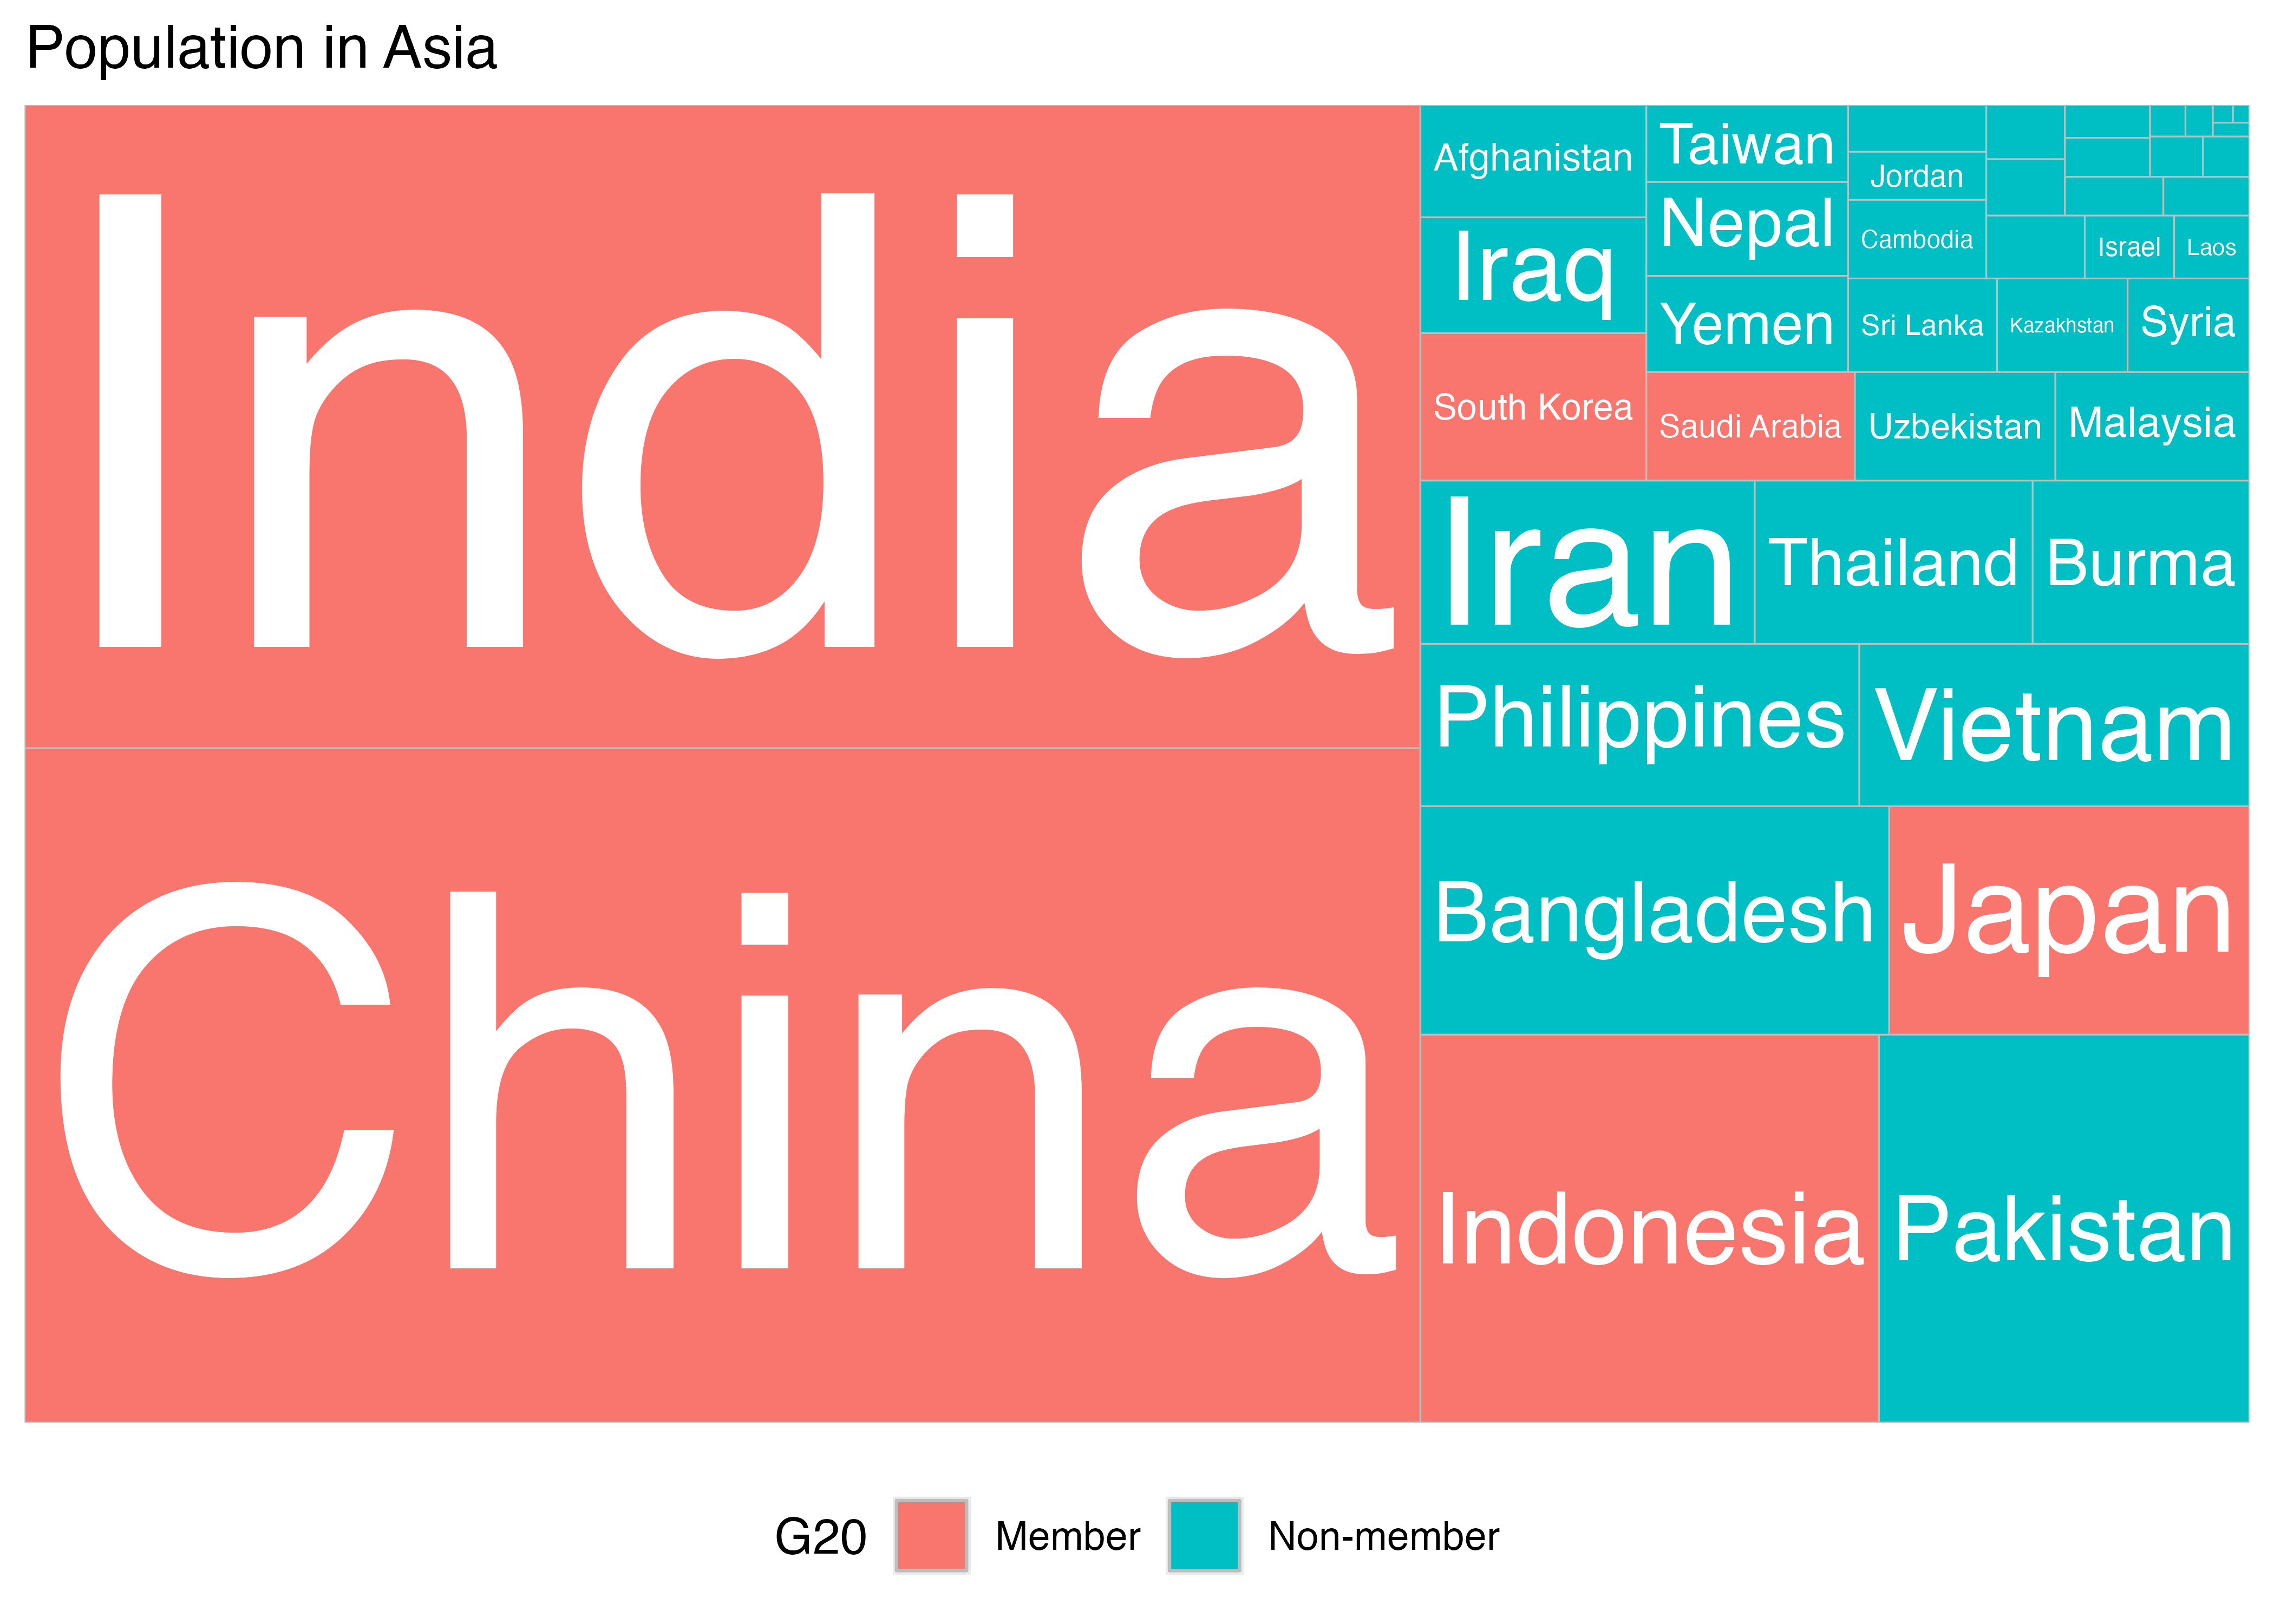 Population in Asia
India
China
Afghanistan
Iraq
South Korea
Taiwan
Nepal
Yemen
Jordan
Cambodia
Israel
Laos
Sri Lanka
Kazakhstan
Syria
Saudi Arabia
Uzbekistan
Malaysia
Iran
Thailand
Burma
Philippines
Vietnam
Bangladesh
Japan
Indonesia
Pakistan
G20
Member
Non-member